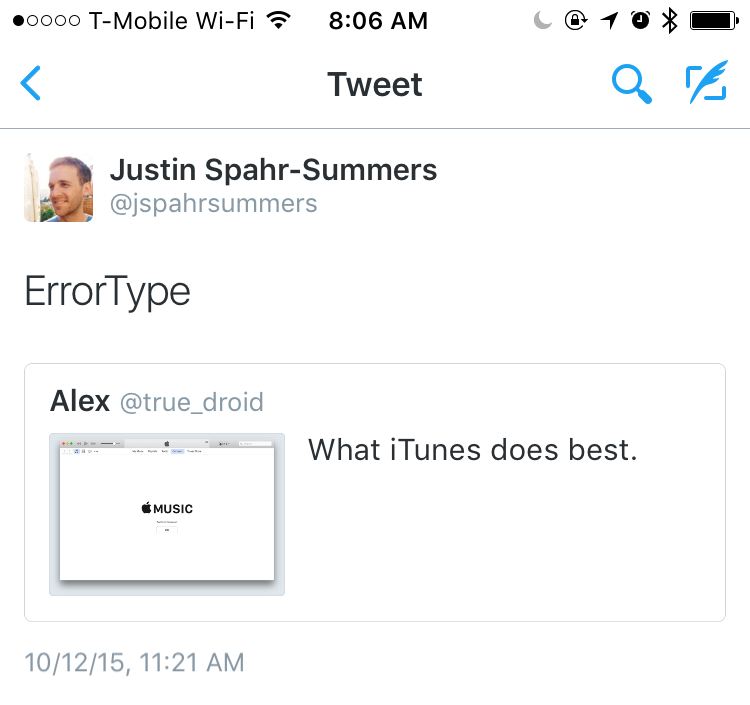 T-Mobile Wi-Fi 8:06 AM
Tweet
Justin Spahr-Summers
@jspahrsummers
ErrorType
Alex @true_droid
What iTunes does best.
MUSIC
10/12/15, 11:21 AM